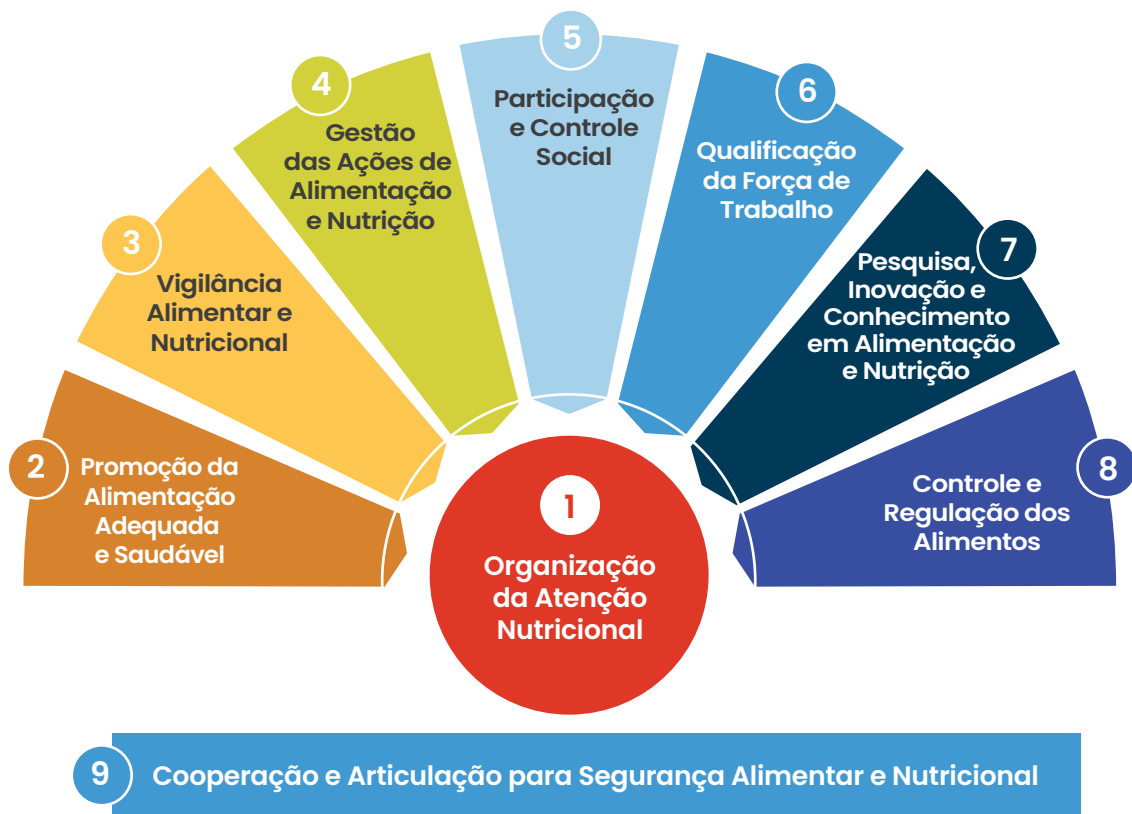 1
Organização
da Atenção
Nutricional
2
Promoção da
Alimentação
Adequada
e Saudável
3
Vigilância
Alimentar e
Nutricional
4
Gestão
das Ações de
Alimentação
e Nutrição
5
Participação
e Controle
Social
6
Qualificação
da Força de
Trabalho
7
Pesquisa,
Inovação e
Conhecimento
em Alimentação
e Nutrição
8
Controle e
Regulação dos
Alimentos
9
Cooperação e Articulação para Segurança Alimentar e Nutricional